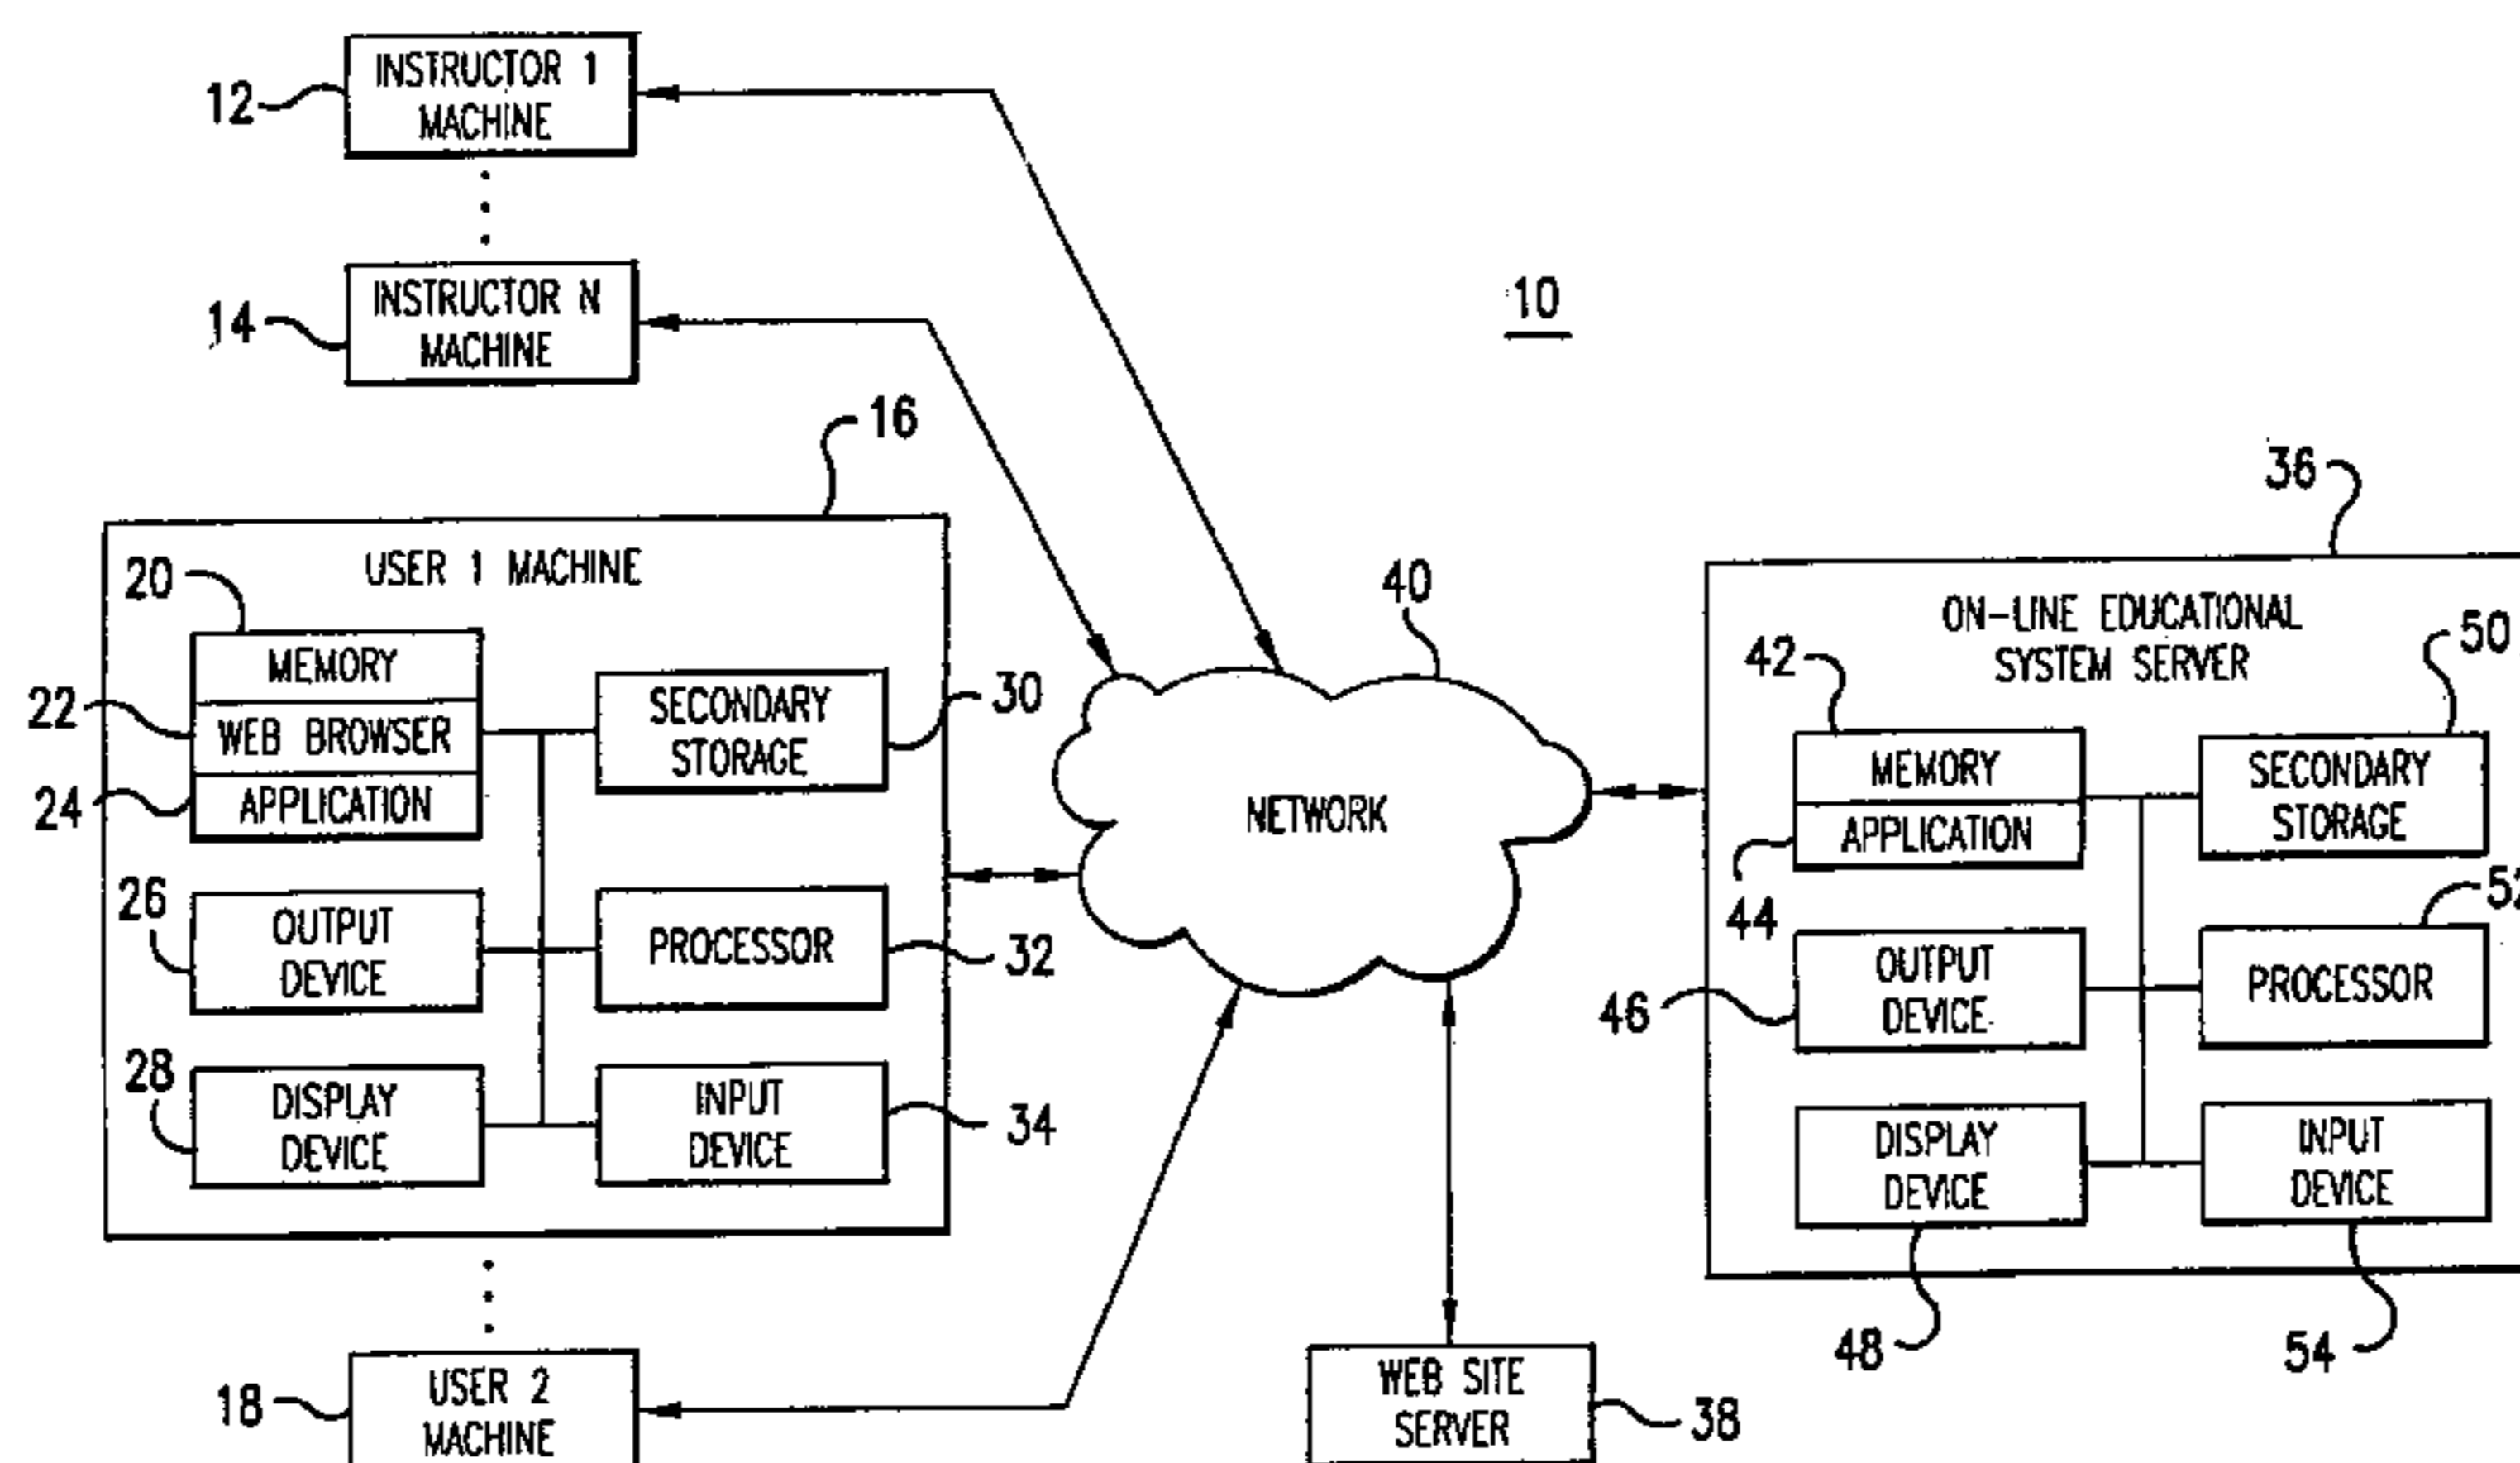 12
INSTRUCTOR 1
MACHINE
14
INSTRUCTOR N
MACHINE
10
16
USER 1 MACHINE
20
MEMORY
22
WEB BROWSER
24
APPLICATION
SECONDARY
STORAGE
30
26
OUTPUT
DEVICE
PROCESSOR
32
28
DISPLAY
DEVICE
INPUT
DEVICE
34
18
USER 2
MACHINE
40
NETWORK
WEB SITE
SERVER
38
36
ON-LINE EDUCATIONAL
SYSTEM SERVER
42
MEMORY
44
APPLICATION
50
SECONDARY
STORAGE
46
OUTPUT
DEVICE
52
PROCESSOR
48
DISPLAY
DEVICE
INPUT
DEVICE
54